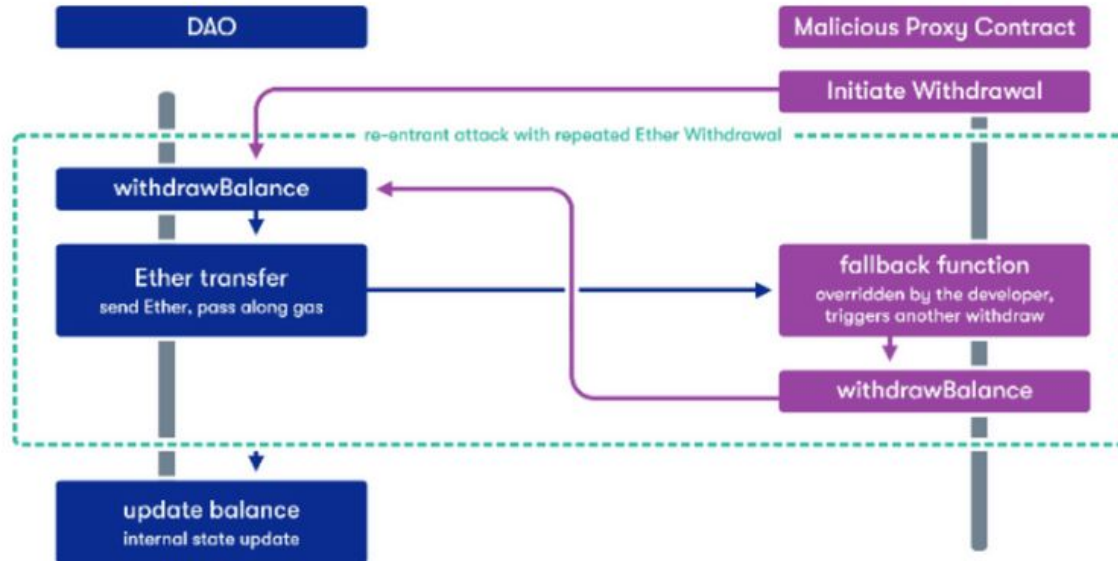 DAO
Malicious Proxy Contract
Initiate Withdrawal
re-entrant attack with repeated Ether Withdrawal
withdrawBalance
Ether transfer
send Ether, pass along gas
fallback function
overridden by the developer,
triggers another withdraw
withdrawBalance
update balance
internal state update